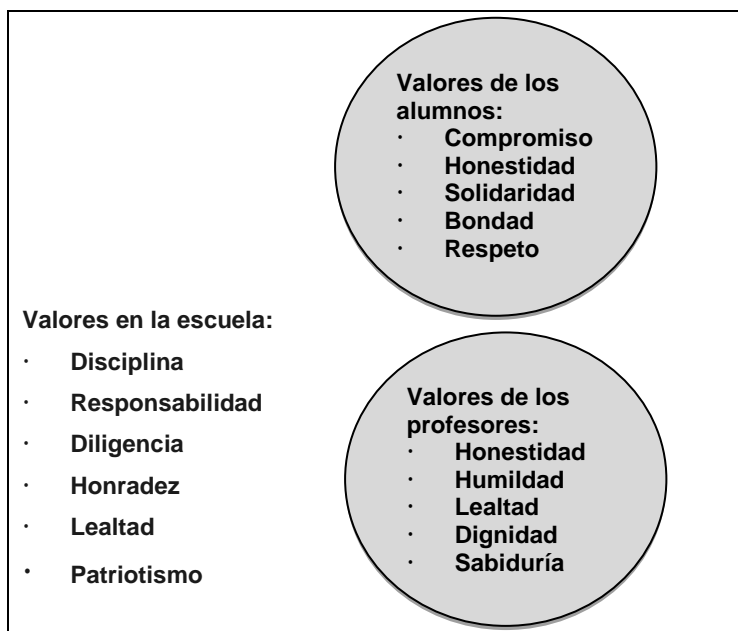 Valores de los
alumnos:
· Compromiso
· Honestidad
· Solidaridad
· Bondad
· Respeto
Valores en la escuela:
· Disciplina
· Responsabilidad
· Diligencia
· Honradez
· Lealtad
· Patriotismo
Valores de los
profesores:
· Honestidad
· Humildad
· Lealtad
· Dignidad
· Sabiduría